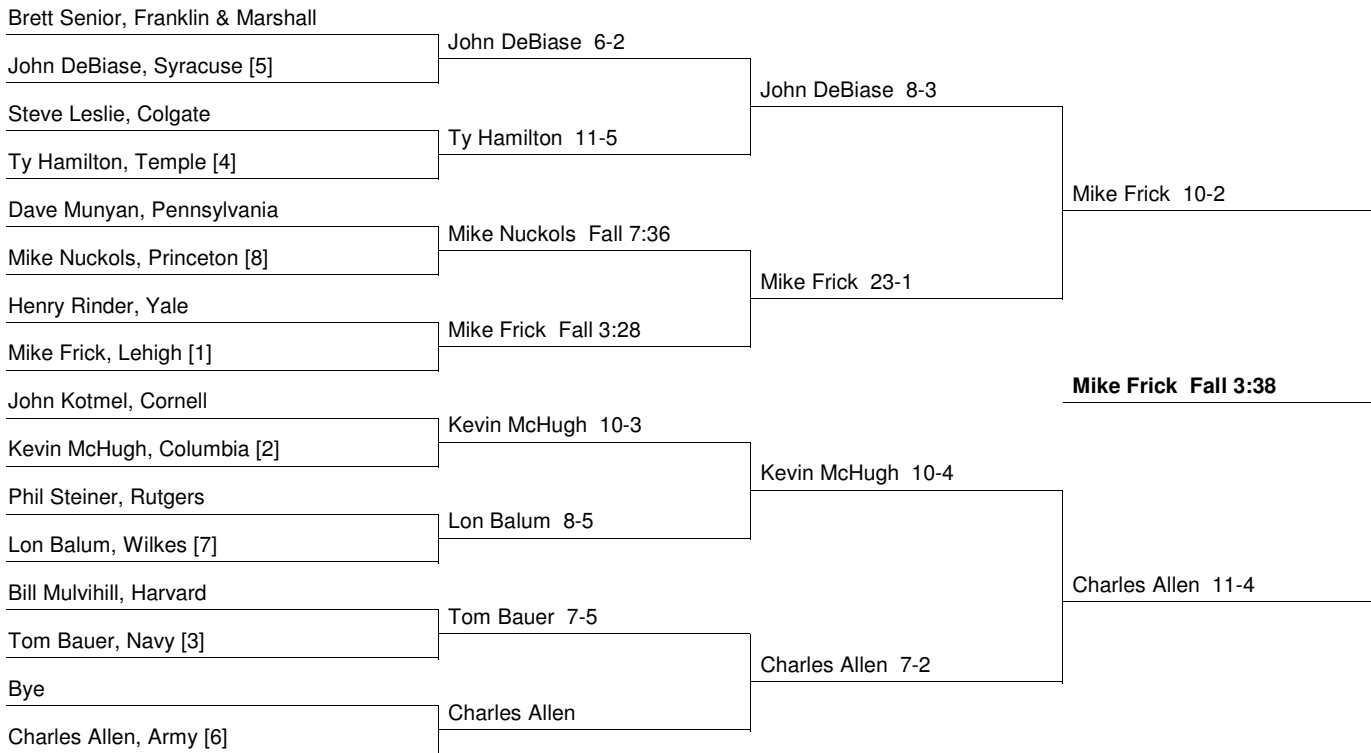 Brett Senior, Franklin & Marshall
John DeBiase, Syracuse [5]
Steve Leslie, Colgate
Ty Hamilton, Temple [4]
Dave Munyan, Pennsylvania
Mike Nuckols, Princeton [8]
Henry Rinder, Yale
Mike Frick, Lehigh [1]
John Kotmel, Cornell
Kevin McHugh, Columbia [2]
Phil Steiner, Rutgers
Lon Balum, Wilkes [7]
Bill Mulvihill, Harvard
Tom Bauer, Navy [3]
Bye
Charles Allen, Army [6]
John DeBiase 6-2
Ty Hamilton 11-5
Mike Nuckols Fall 7:36
Mike Frick Fall 3:28
Kevin McHugh 10-3
Lon Balum 8-5
Tom Bauer 7-5
Charles Allen
John DeBiase 8-3
Mike Frick 23-1
Kevin McHugh 10-4
Charles Allen 7-2
Mike Frick 10-2
Charles Allen 11-4
Mike Frick Fall 3:38